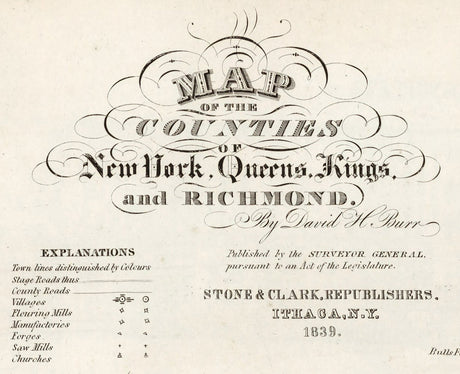 MAP
OF THE
COUNTIES
OF
New York, Queens, Kings,
and RICHMOND.
By David H. Burr
EXPLANATIONS
Town lines distinguished by Colours
Stage Roads thus
County Roads
Villages
Flouring Mills
Manufactories
Forges
Saw Mills
Churches
Published by the SURVEYOR GENERAL.
pursuant to an Act of the Legislature.
STONE & CLARK, REPUBLISHERS.
ITHACA, N.Y.
1839.